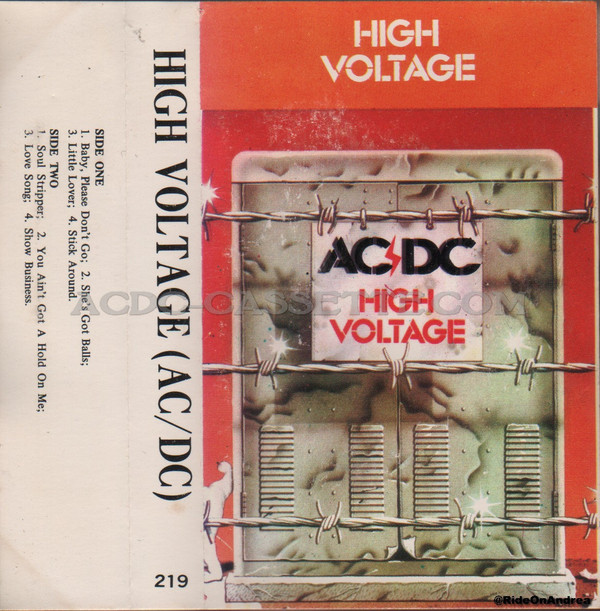 HIGH
VOLTAGE
AC/DC
HIGH
VOLTAGE
HIGH VOLTAGE (AC/DC)
SIDE ONE
1. Baby, Please Don't Go; 2. She's Got Balls;
3. Little Lover; 4. Stick Around.
SIDE TWO
1. Soul Stripper; 2. You Ain't Got A Hold On Me;
3. Love Song; 4. Show Business.
219
ACDC-CASSETTE.COM
@RideOnAndrea